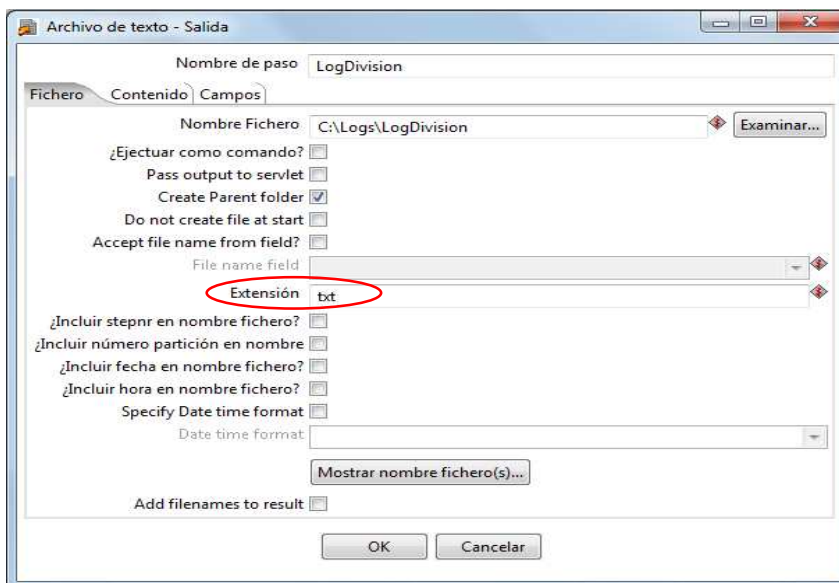 Archivo de texto - Salida
Nombre de paso LogDivision
Fichero Contenido Campos
Nombre Fichero C:\Logs\LogDivision Examinar...
¿Ejectuar como comando?
Pass output to servlet
Create Parent folder
Do not create file at start
Accept file name from field?
File name field
Extensión txt
¿Incluir stepnr en nombre fichero?
¿Incluir número partición en nombre
¿Incluir fecha en nombre fichero?
¿Incluir hora en nombre fichero?
Specify Date time format
Date time format
Mostrar nombre fichero(s)...
Add filenames to result
OK Cancelar